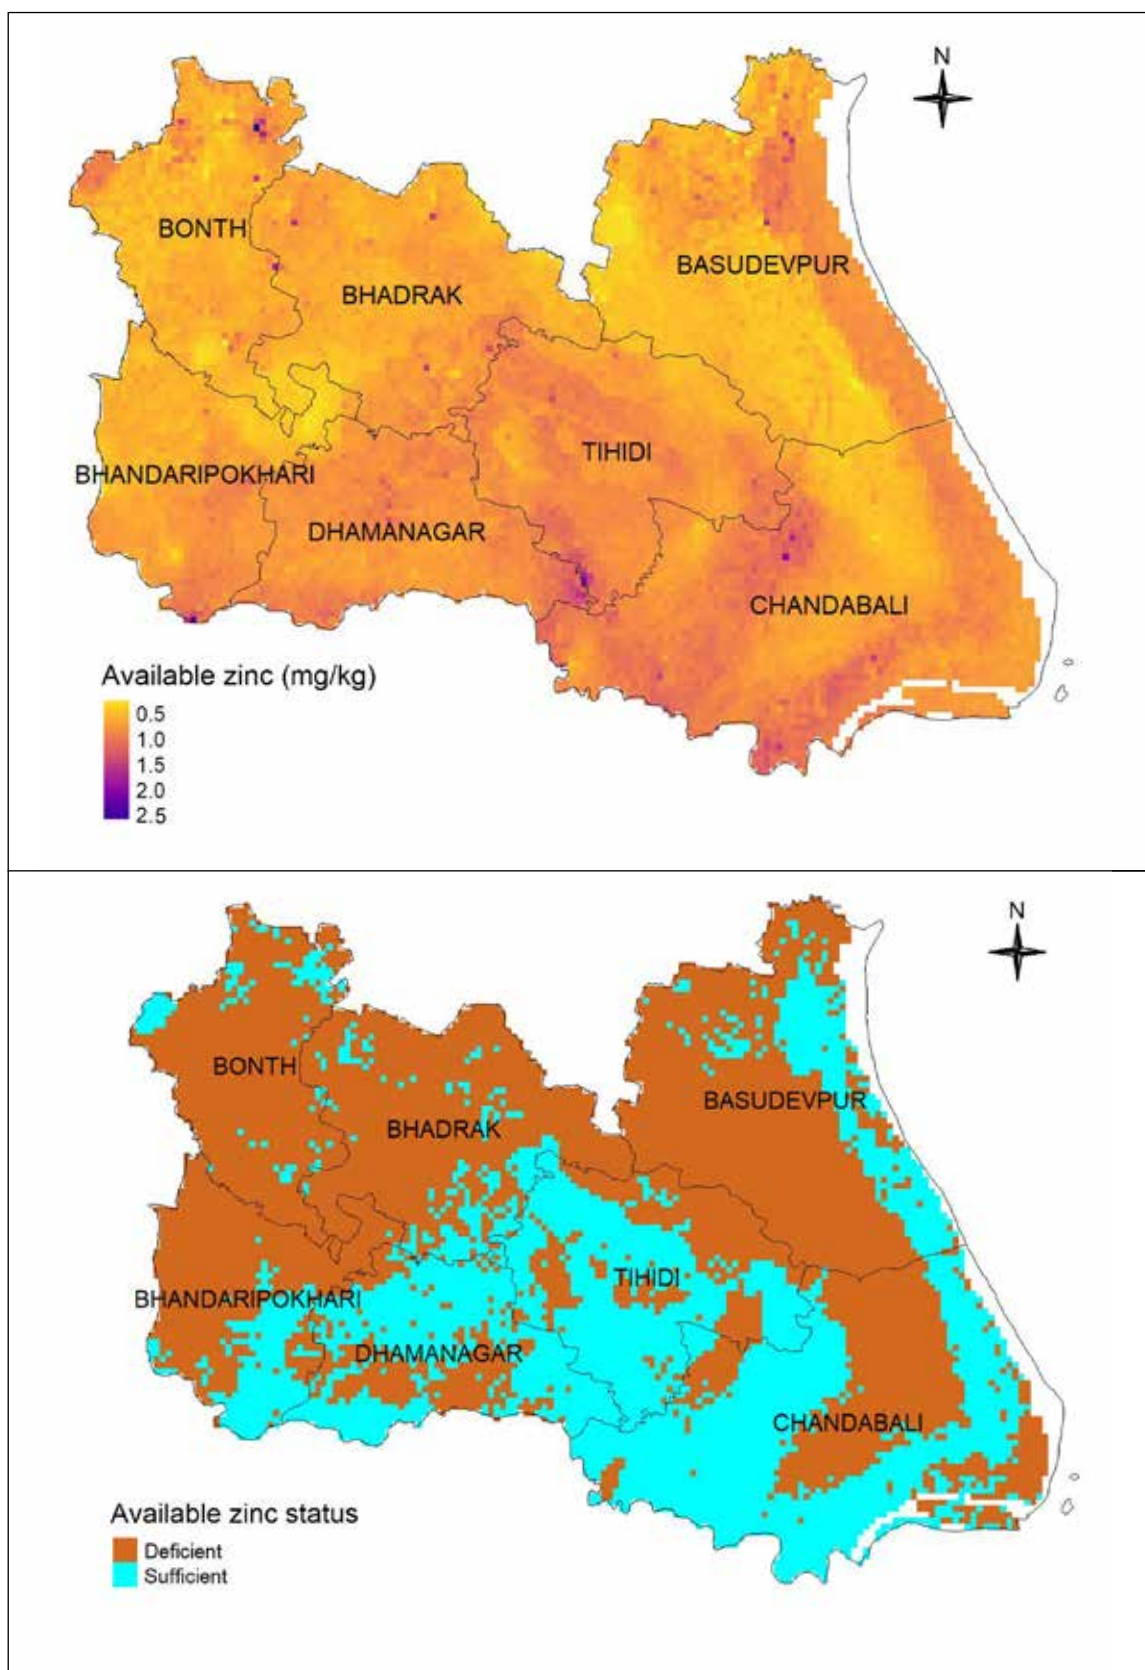 N
BONTH
BASUDEVPUR
BHADRAK
TIHIDI
BHANDARIPOKHARI
DHAMANAGAR
CHANDABALI
Available zinc (mg/kg)
0.5
1.0
1.5
2.0
2.5
N
BONTH
BASUDEVPUR
BHADRAK
TIHIDI
BHANDARIPOKHARI
DHAMANAGAR
CHANDABALI
Available zinc status
Deficient
Sufficient